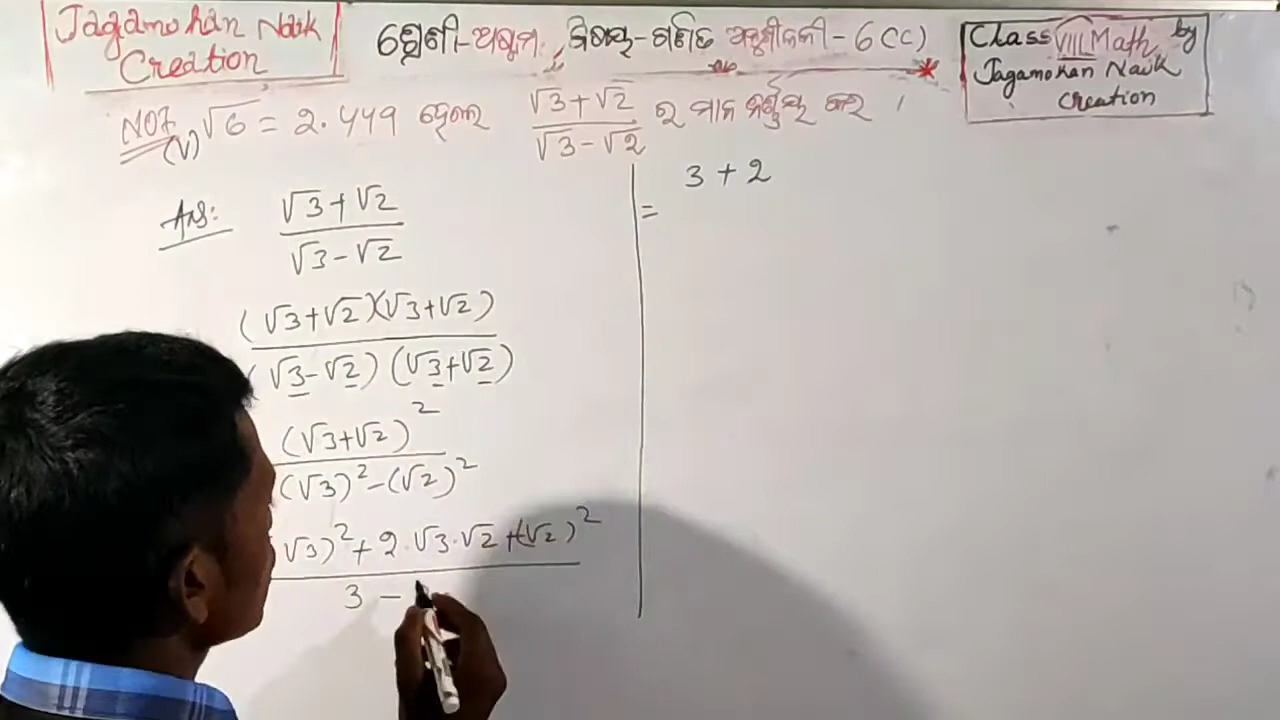 Jagamohan Naik
Creation
ଶ୍ରେଣୀ-ଅଷ୍ଟମ, ବିଷୟ-ଗଣିତ ଅନୁଶୀଳନୀ-6(C)
Class VIII Math by
Jagamohan Naik
Creation
(V) √6 = 2.449 ହେଲେ (√3+√2)/(√3-√2) ର ମାନ ନିର୍ଣ୍ଣୟ କର ।
Ans: (√3+√2)/(√3-√2)
(√3+√2)(√3+√2)
(√3-√2)(√3+√2)
(√3+√2)²
(√3)²-(√2)²
√3)²+2·√3·√2+(√2)²
3 -
= 3 + 2